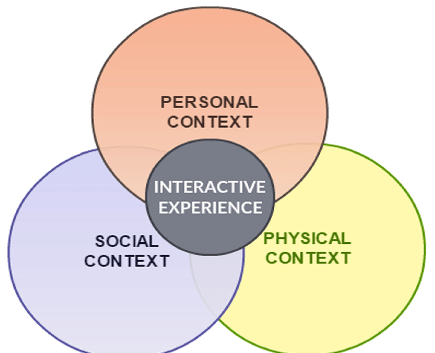 PERSONAL
CONTEXT
INTERACTIVE
EXPERIENCE
SOCIAL
CONTEXT
PHYSICAL
CONTEXT